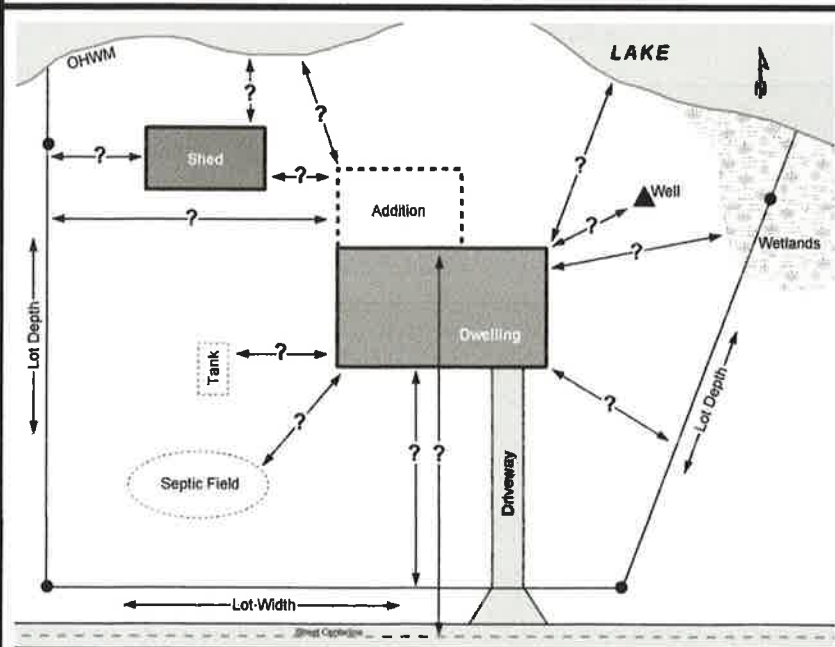 LAKE
OHWM
N
?
?
Shed
?
?
?
?
Well
?
Addition
?
Wetlands
?
Lot Depth
Dwelling
Tank
?
?
Lot Depth
?
?
?
Septic Field
Driveway
Lot Width
Street Centerline